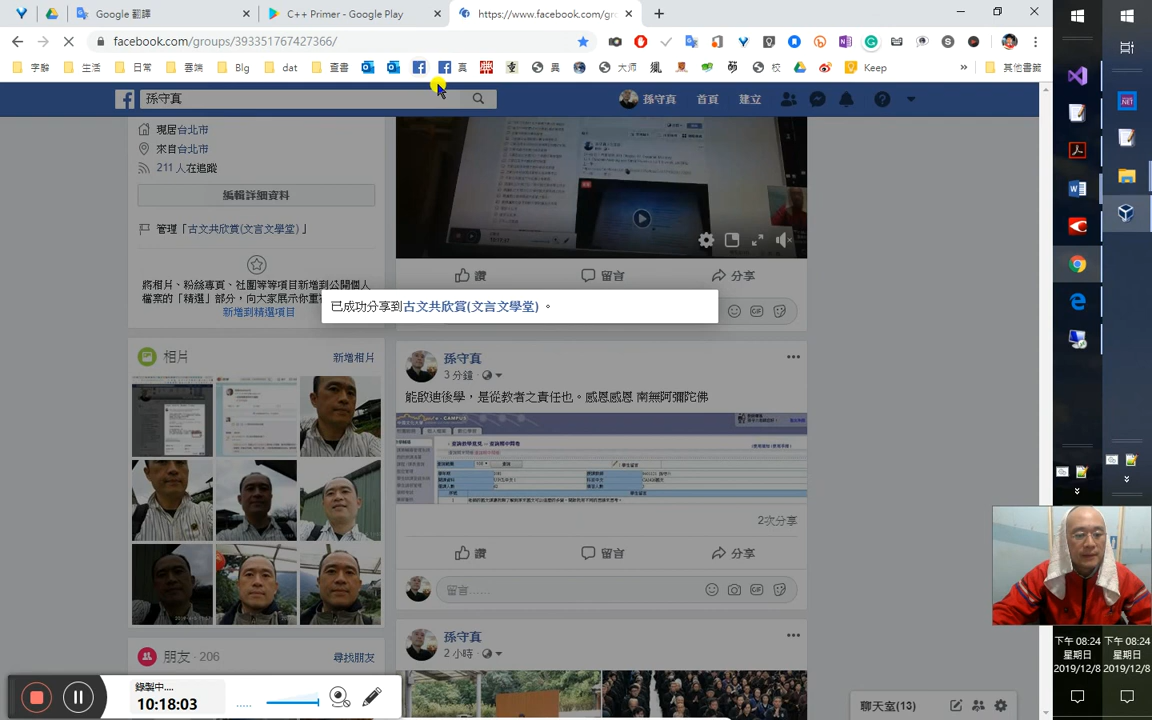 Google 翻譯
C++ Primer - Google Play
https://www.facebook.com/gr
facebook.com/groups/393351767427366/
字辭
生活
日常
雲端
Blg
dat
查書
真
異
大师
校
Keep
»
其他書籤
孫守真
孫守真
首頁
建立
現居台北市
來自台北市
211 人在追蹤
編輯詳細資料
管理「古文共欣賞(文言文學堂)」
將相片、粉絲專頁、社團等等項目新增到公開個人
檔案的「精選」部分，向大家展示你重
新增到精選項目
讚
留言
分享
已成功分享到古文共欣賞(文言文學堂) 。
相片
新增相片
孫守真
3 分鐘
能啟迪後學，是從教者之責任也。感恩感恩 南無阿彌陀佛
2次分享
讚
留言
分享
留言......
朋友 · 206
尋找朋友
孫守真
2 小時
聊天室(13)
錄製中....
10:18:03
下午 08:24
星期日
2019/12/8
下午 08:24
星期日
2019/12/8